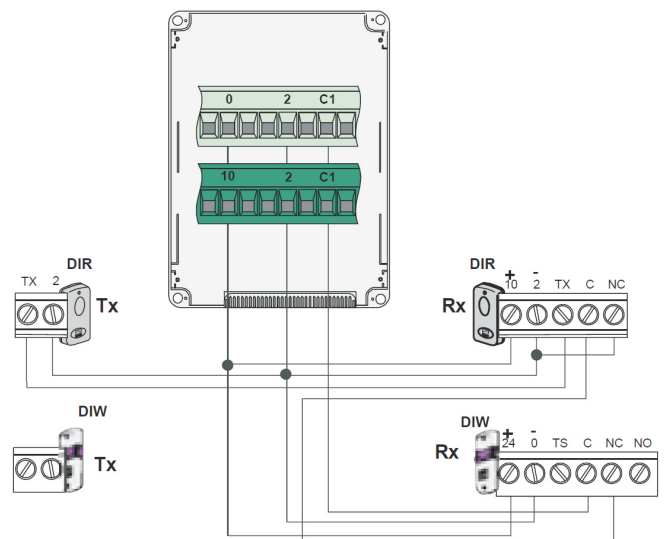 0 2 C1
10 2 C1
DIR
TX 2
Tx
DIR
+ -
10 2 TX C NC
Rx
DIW
Tx
DIW
+ -
24 0 TS C NC NO
Rx